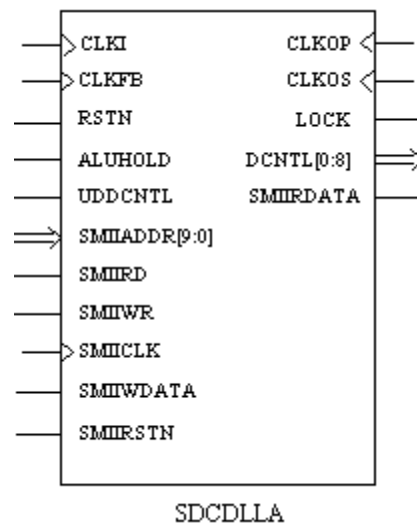 CLKI
CLKOP
CLKFB
CLKOS
RSTN
LOCK
ALUHOLD
DCNTL[0:8]
UDDCNTL
SMIIRDATA
SMIIADDR[9:0]
SMIIRD
SMIIWR
SMIICLK
SMIIWDATA
SMIIRSTN
SDCDLLA